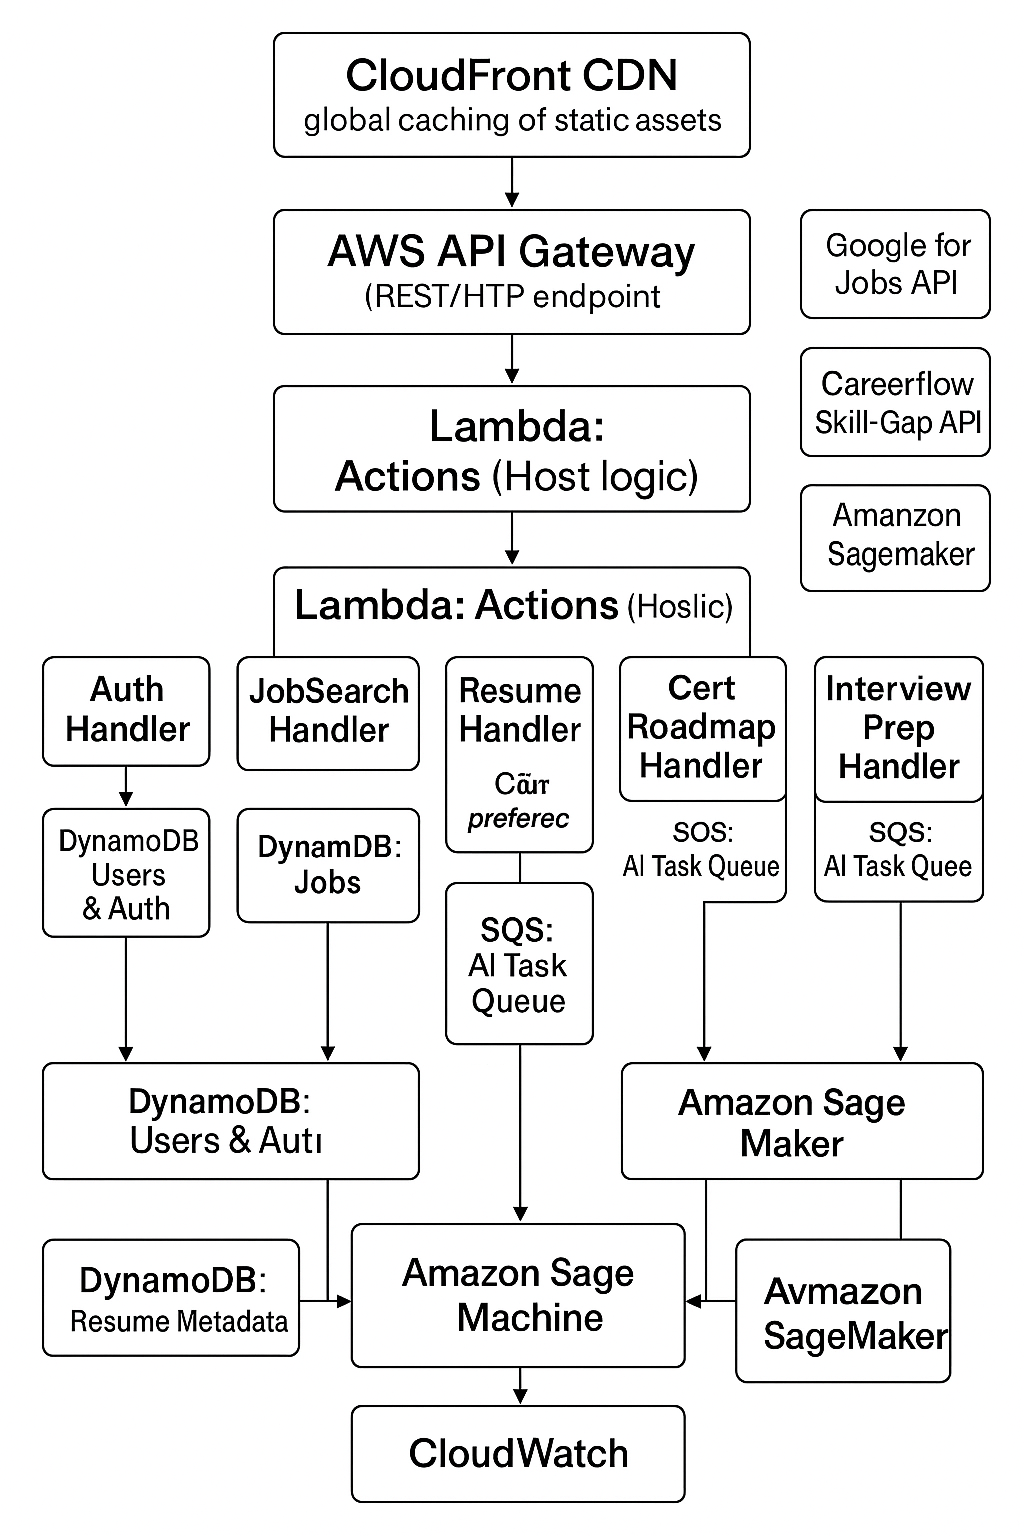 CloudFront CDN
global caching of static assets
AWS API Gateway
(REST/HTP endpoint
Google for
Jobs API
Careerflow
Skill-Gap API
Lambda:
Actions (Host logic)
Amanzon
Sagemaker
Lambda: Actions (Hoslic)
Auth
Handler
JobSearch
Handler
Resume
Handler
preferec
Cert
Roadmap
Handler
Interview
Prep
Handler
DynamoDB
Users
& Auth
DynamDB:
Jobs
SQS:
AI Task
Queue
SOS:
AI Task Queue
SQS:
AI Task Quee
DynamoDB:
Users & Autı
Amazon Sage
Maker
DynamoDB:
Resume Metadata
Amazon Sage
Machine
Avmazon
SageMaker
CloudWatch